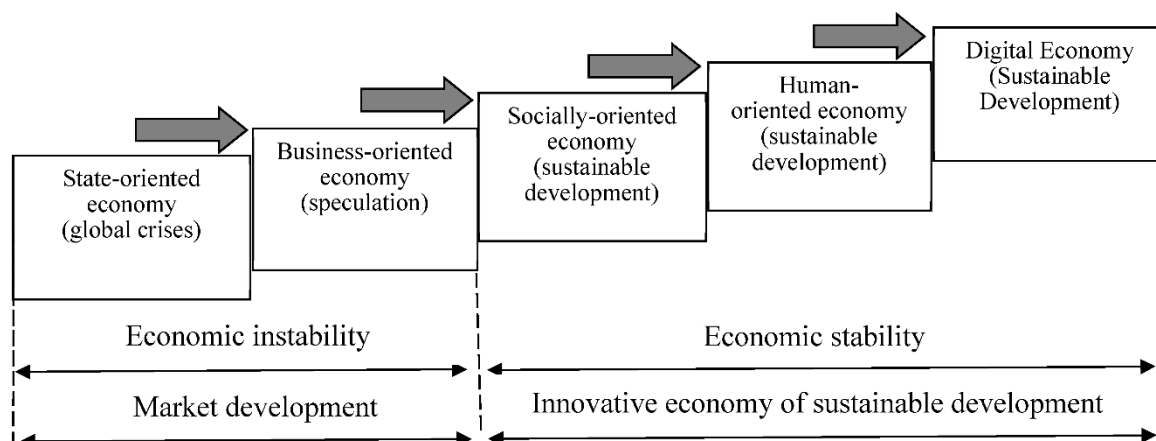 State-oriented
economy
(global crises)
Business-oriented
economy
(speculation)
Socially-oriented
economy
(sustainable
development)
Human-
oriented economy
(sustainable
development)
Digital Economy
(Sustainable
Development)
Economic instability
Economic stability
Market development
Innovative economy of sustainable development